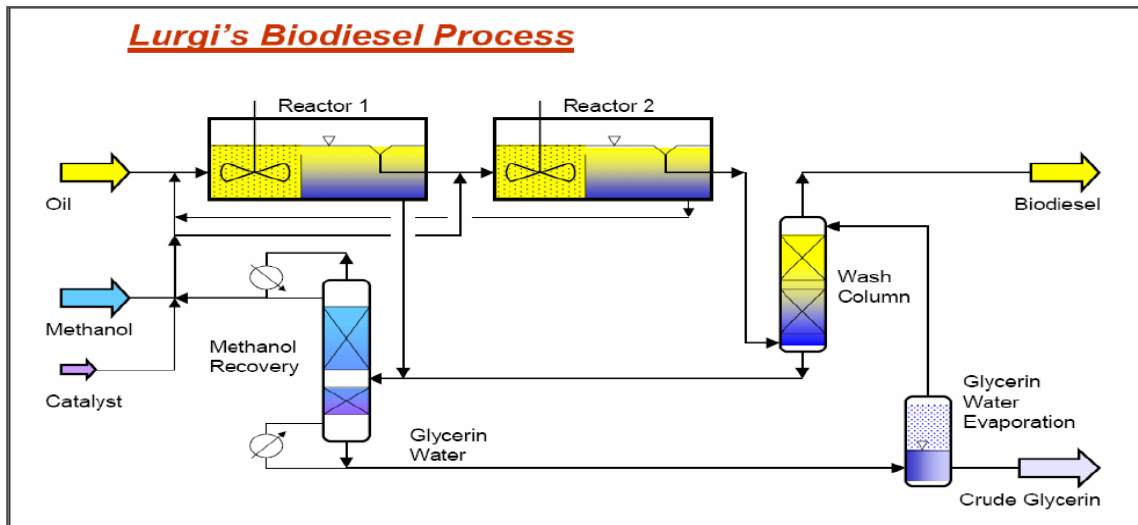 Lurgi's Biodiesel Process
Reactor 1
Reactor 2
Oil
Biodiesel
Wash
Column
Methanol
Methanol
Recovery
Catalyst
Glycerin
Water
Evaporation
Glycerin
Water
Crude Glycerin